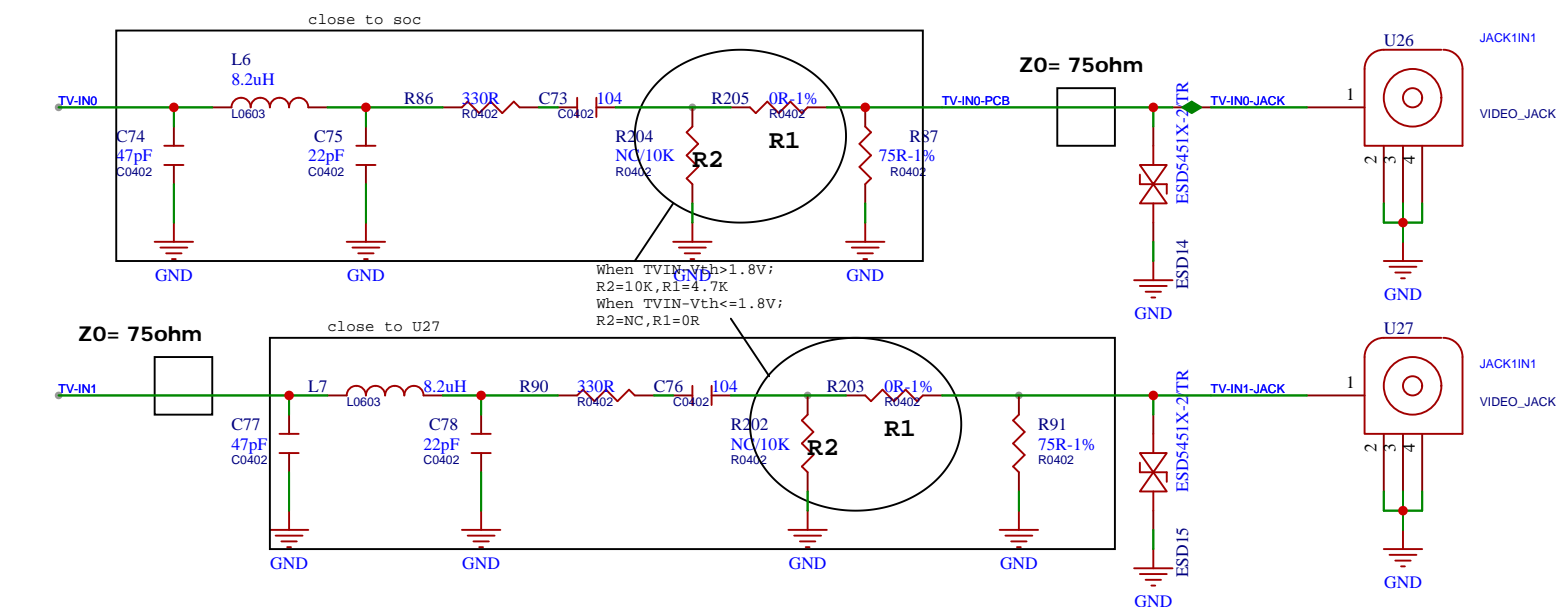 close to soc
L6
8.2uH
L0603
TV-IN0
C74
47pF
C0402
GND
C75
22pF
C0402
GND
R86
330R
R0402
C73
104
C0402
R204
NC/10K
R0402
R2
GND
R205
0R-1%
R0402
R1
R87
75R-1%
R0402
GND
TV-IN0-PCB
Z0= 75ohm
ESD5451X-2/TR
ESD14
GND
TV-IN0-JACK
U26
JACK1IN1
VIDEO_JACK
1
2
3
4
GND
When TVIN-Vth>1.8V;
R2=10K,R1=4.7K
When TVIN-Vth<=1.8V;
R2=NC,R1=0R
Z0= 75ohm
close to U27
TV-IN1
L7
8.2uH
L0603
C77
47pF
C0402
GND
C78
22pF
C0402
GND
R90
330R
R0402
C76
104
C0402
R202
NC/10K
R0402
R2
GND
R203
0R-1%
R0402
R1
R91
75R-1%
R0402
GND
ESD5451X-2/TR
ESD15
GND
TV-IN1-JACK
U27
JACK1IN1
VIDEO_JACK
1
2
3
4
GND